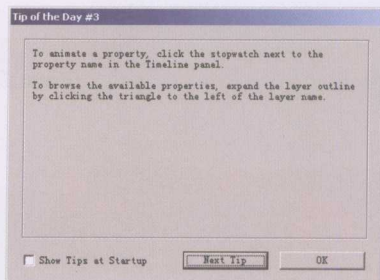 Tip of the Day #3
To animate a property, click the stopwatch next to the
property name in the Timeline panel.
To browse the available properties, expand the layer outline
by clicking the triangle to the left of the layer name.
Show Tips at Startup
Next Tip
OK